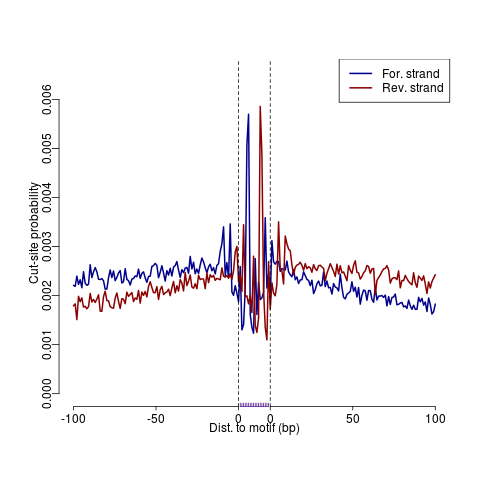 For. strand
Rev. strand
Cut-site probability
0.006
0.005
0.004
0.003
0.002
0.001
0.000
-100 -50 0 0 50 100
Dist. to motif (bp)